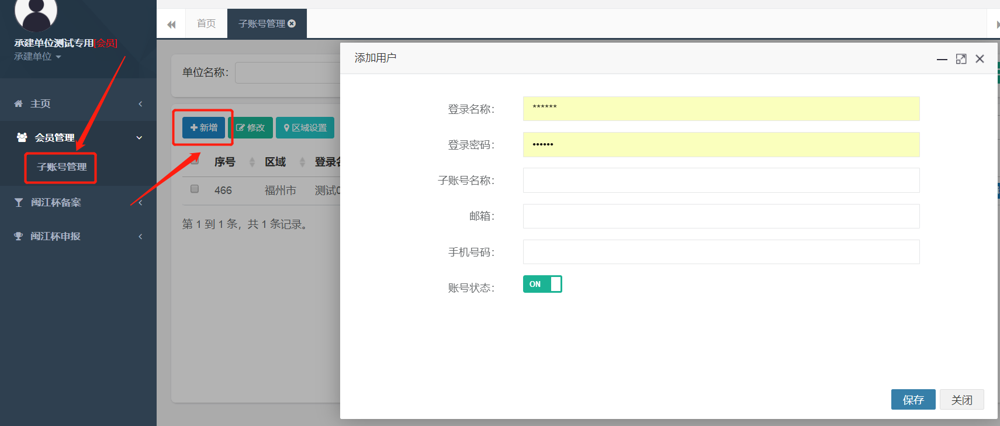 承建单位测试专用[会员]
承建单位
主页
会员管理
子账号管理
闽江杯备案
闽江杯申报
首页
子账号管理
单位名称：
新增
修改
区域设置
序号 区域 登录
466 福州市 测试
第 1 到 1 条，共 1 条记录。
添加用户
登录名称： ******
登录密码： ••••••
子账号名称：
邮箱：
手机号码：
账号状态： ON
保存 关闭